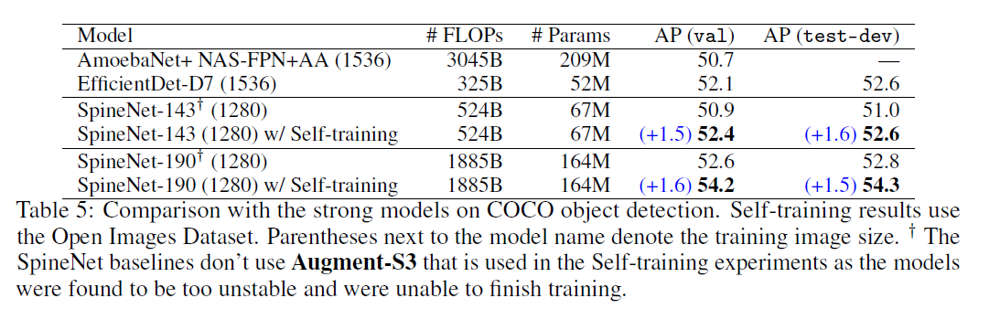 Model # FLOPs # Params AP (val) AP (test-dev)
AmoebaNet+ NAS-FPN+AA (1536) 3045B 209M 50.7 —
EfficientDet-D7 (1536) 325B 52M 52.1 52.6
SpineNet-143† (1280) 524B 67M 50.9 51.0
SpineNet-143 (1280) w/ Self-training 524B 67M (+1.5) 52.4 (+1.6) 52.6
SpineNet-190† (1280) 1885B 164M 52.6 52.8
SpineNet-190 (1280) w/ Self-training 1885B 164M (+1.6) 54.2 (+1.5) 54.3
Table 5: Comparison with the strong models on COCO object detection. Self-training results use
the Open Images Dataset. Parentheses next to the model name denote the training image size. † The
SpineNet baselines don't use Augment-S3 that is used in the Self-training experiments as the models
were found to be too unstable and were unable to finish training.